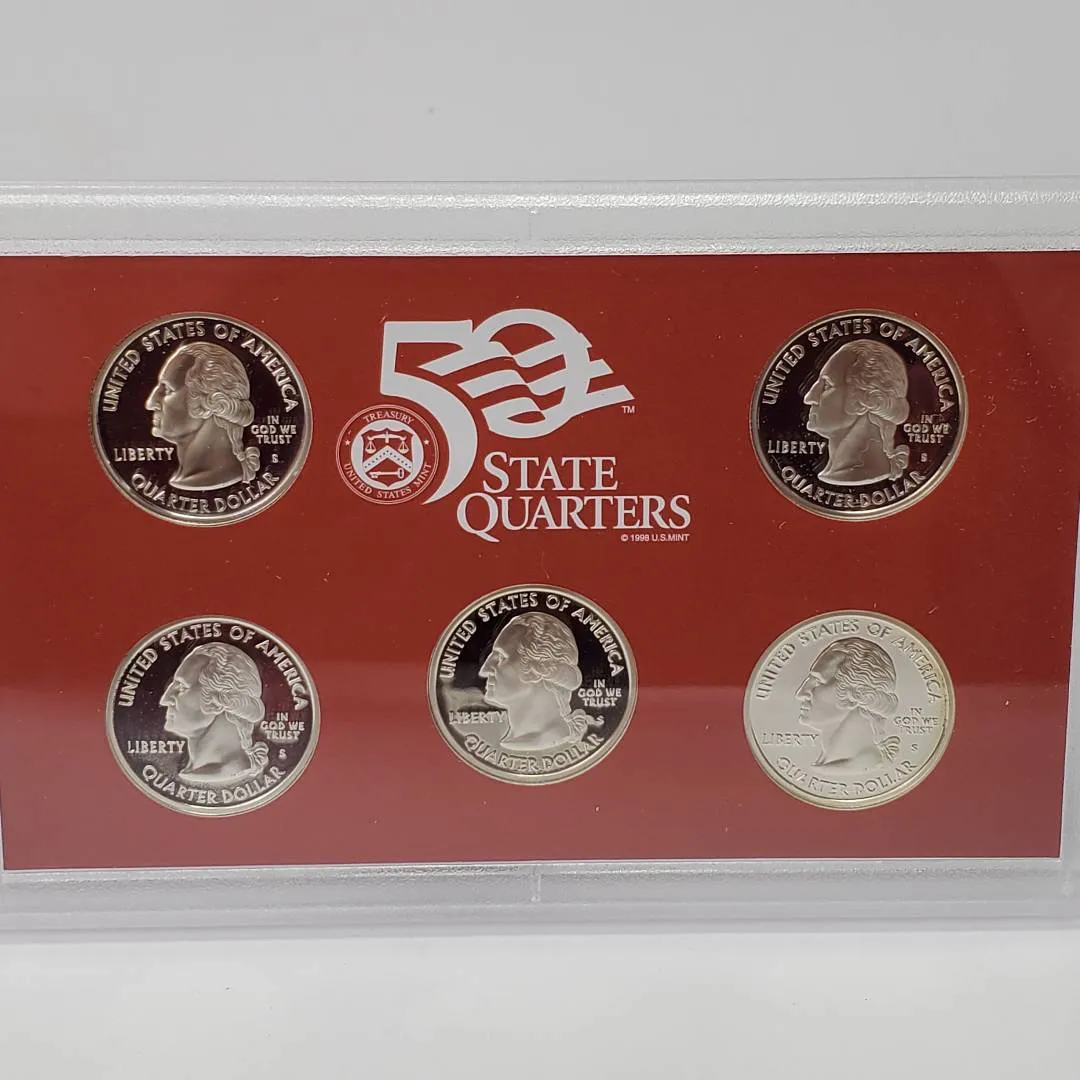 UNITED STATES OF AMERICA
IN
GOD WE
TRUST
LIBERTY
S
QUARTER DOLLAR
50
TM
TREASURY
UNITED STATES MINT
STATE
QUARTERS
© 1998 U.S.MINT
UNITED STATES OF AMERICA
IN
GOD WE
TRUST
LIBERTY
S
QUARTER DOLLAR
UNITED STATES OF AMERICA
IN
GOD WE
TRUST
LIBERTY
S
QUARTER DOLLAR
UNITED STATES OF AMERICA
IN
GOD WE
TRUST
LIBERTY
S
QUARTER DOLLAR
UNITED STATES OF AMERICA
IN
GOD WE
TRUST
LIBERTY
S
QUARTER DOLLAR